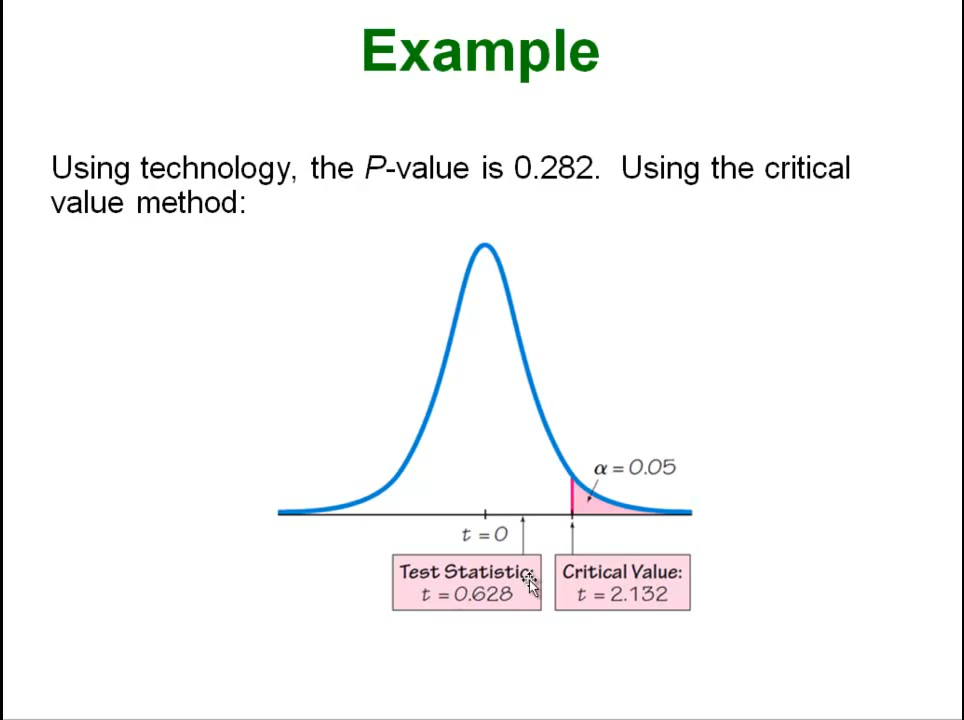 Example
Using technology, the P-value is 0.282.  Using the critical
value method:
α = 0.05
t = 0
Test Statistic:
t = 0.628
Critical Value:
t = 2.132